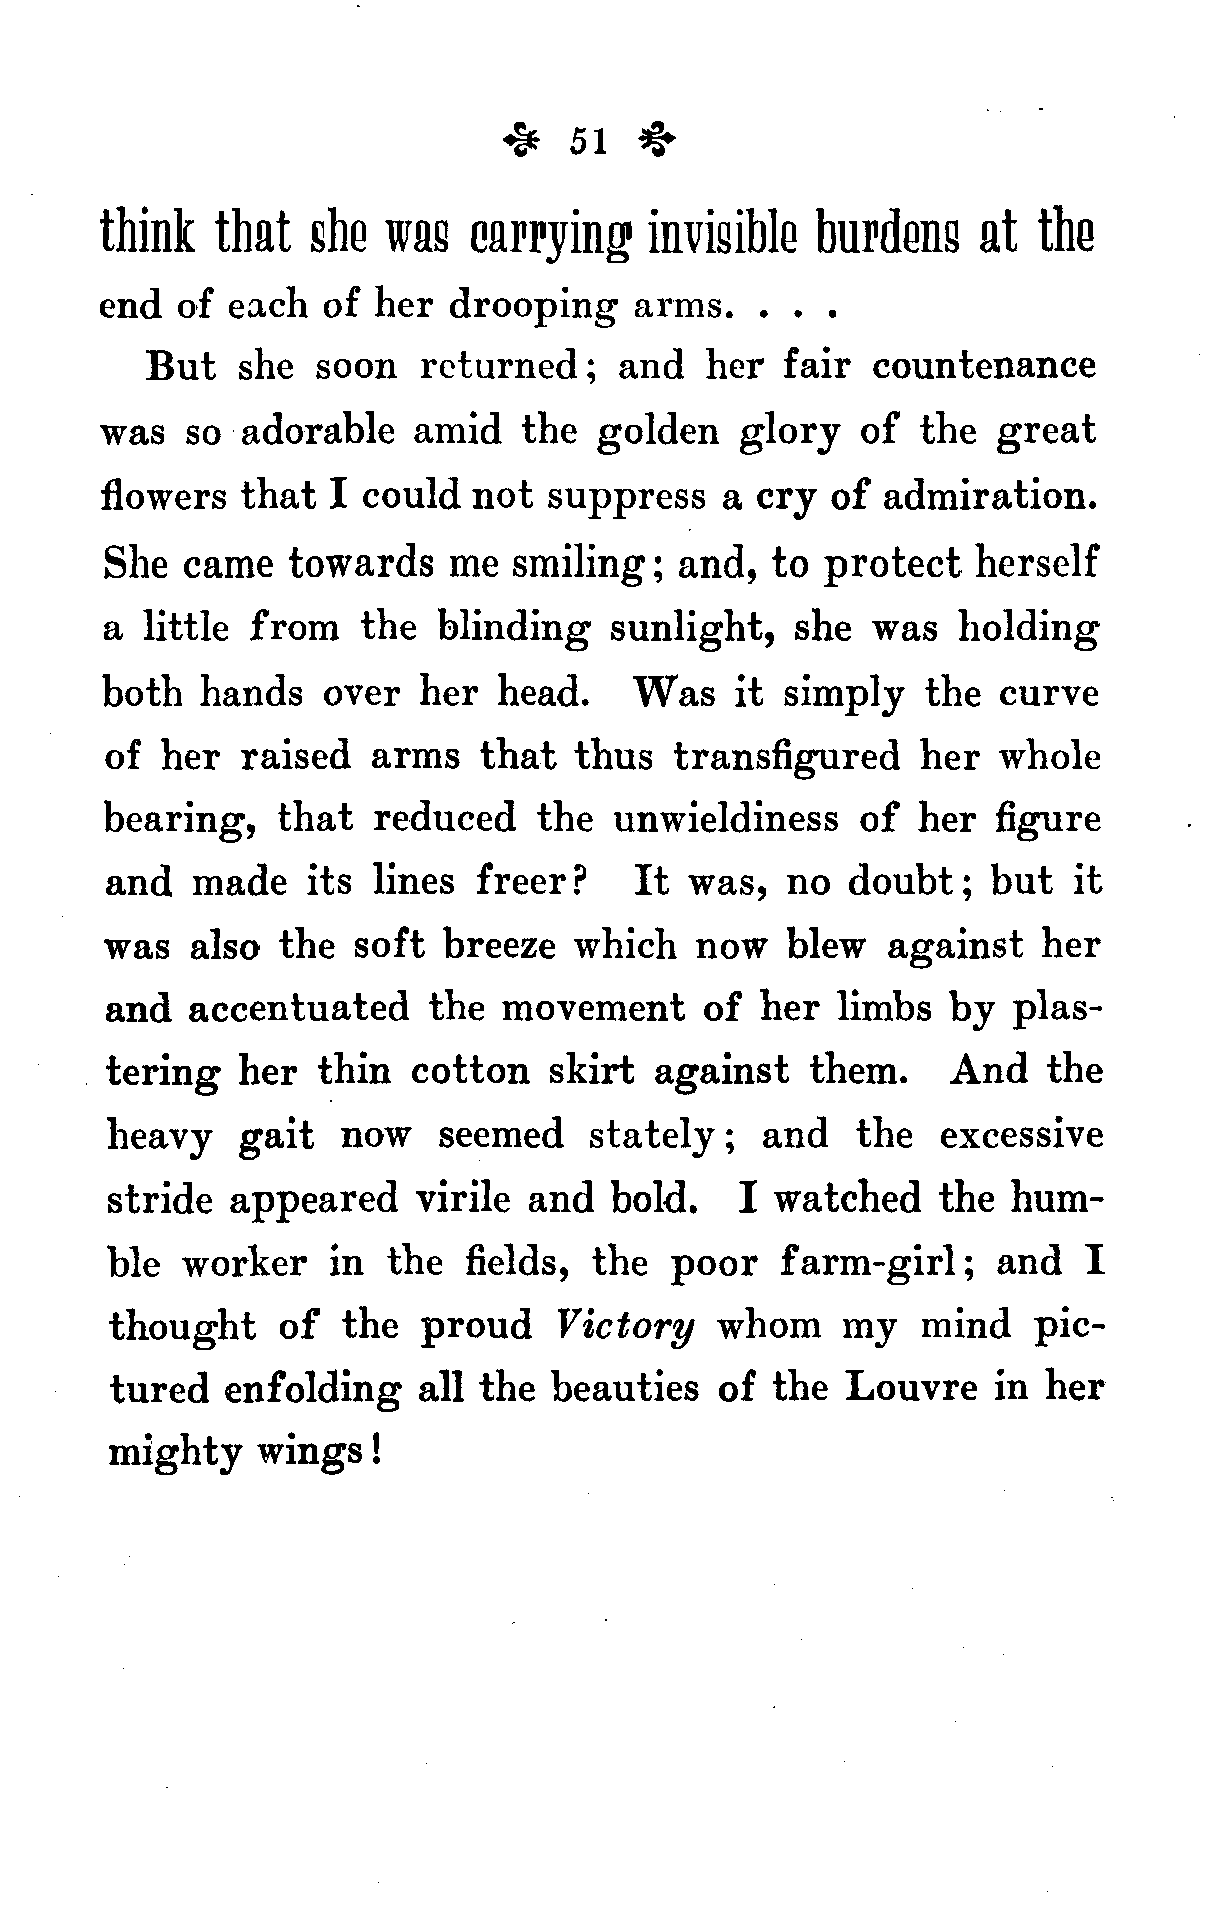 51
think that she was carrying invisible burdens at the
end of each of her drooping arms. . . .
But she soon returned; and her fair countenance
was so adorable amid the golden glory of the great
flowers that I could not suppress a cry of admiration.
She came towards me smiling; and, to protect herself
a little from the blinding sunlight, she was holding
both hands over her head. Was it simply the curve
of her raised arms that thus transfigured her whole
bearing, that reduced the unwieldiness of her figure
and made its lines freer? It was, no doubt; but it
was also the soft breeze which now blew against her
and accentuated the movement of her limbs by plas-
tering her thin cotton skirt against them. And the
heavy gait now seemed stately; and the excessive
stride appeared virile and bold. I watched the hum-
ble worker in the fields, the poor farm-girl; and I
thought of the proud Victory whom my mind pic-
tured enfolding all the beauties of the Louvre in her
mighty wings!